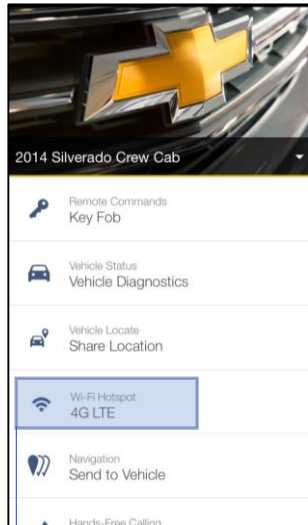 2014 Silverado Crew Cab
Remote Commands
Key Fob
Vehicle Status
Vehicle Diagnostics
Vehicle Locate
Share Location
Wi-Fi Hotspot
4G LTE
Navigation
Send to Vehicle
Hands-Free Calling